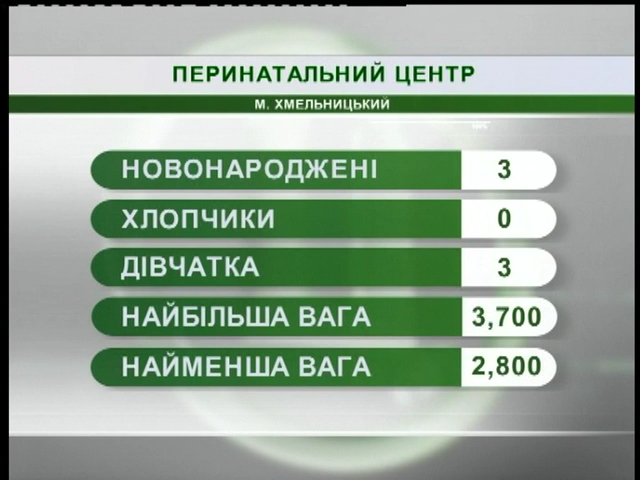 ПЕРИНАТАЛЬНИЙ ЦЕНТР
М. ХМЕЛЬНИЦЬКИЙ
НОВОНАРОДЖЕНІ 3
ХЛОПЧИКИ 0
ДІВЧАТКА 3
НАЙБІЛЬША ВАГА 3,700
НАЙМЕНША ВАГА 2,800